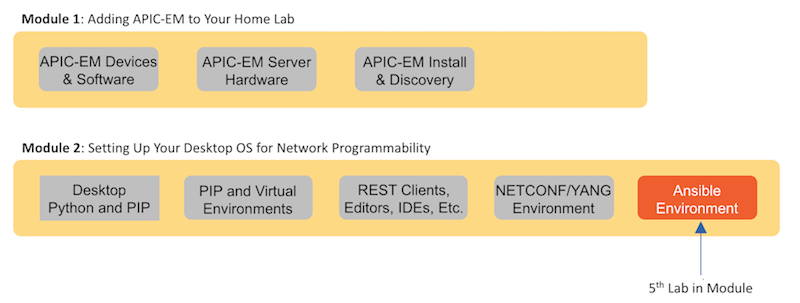 Module 1: Adding APIC-EM to Your Home Lab
APIC-EM Devices
& Software
APIC-EM Server
Hardware
APIC-EM Install
& Discovery
Module 2: Setting Up Your Desktop OS for Network Programmability
Desktop
Python and PIP
PIP and Virtual
Environments
REST Clients,
Editors, IDEs, Etc.
NETCONF/YANG
Environment
Ansible
Environment
5th Lab in Module